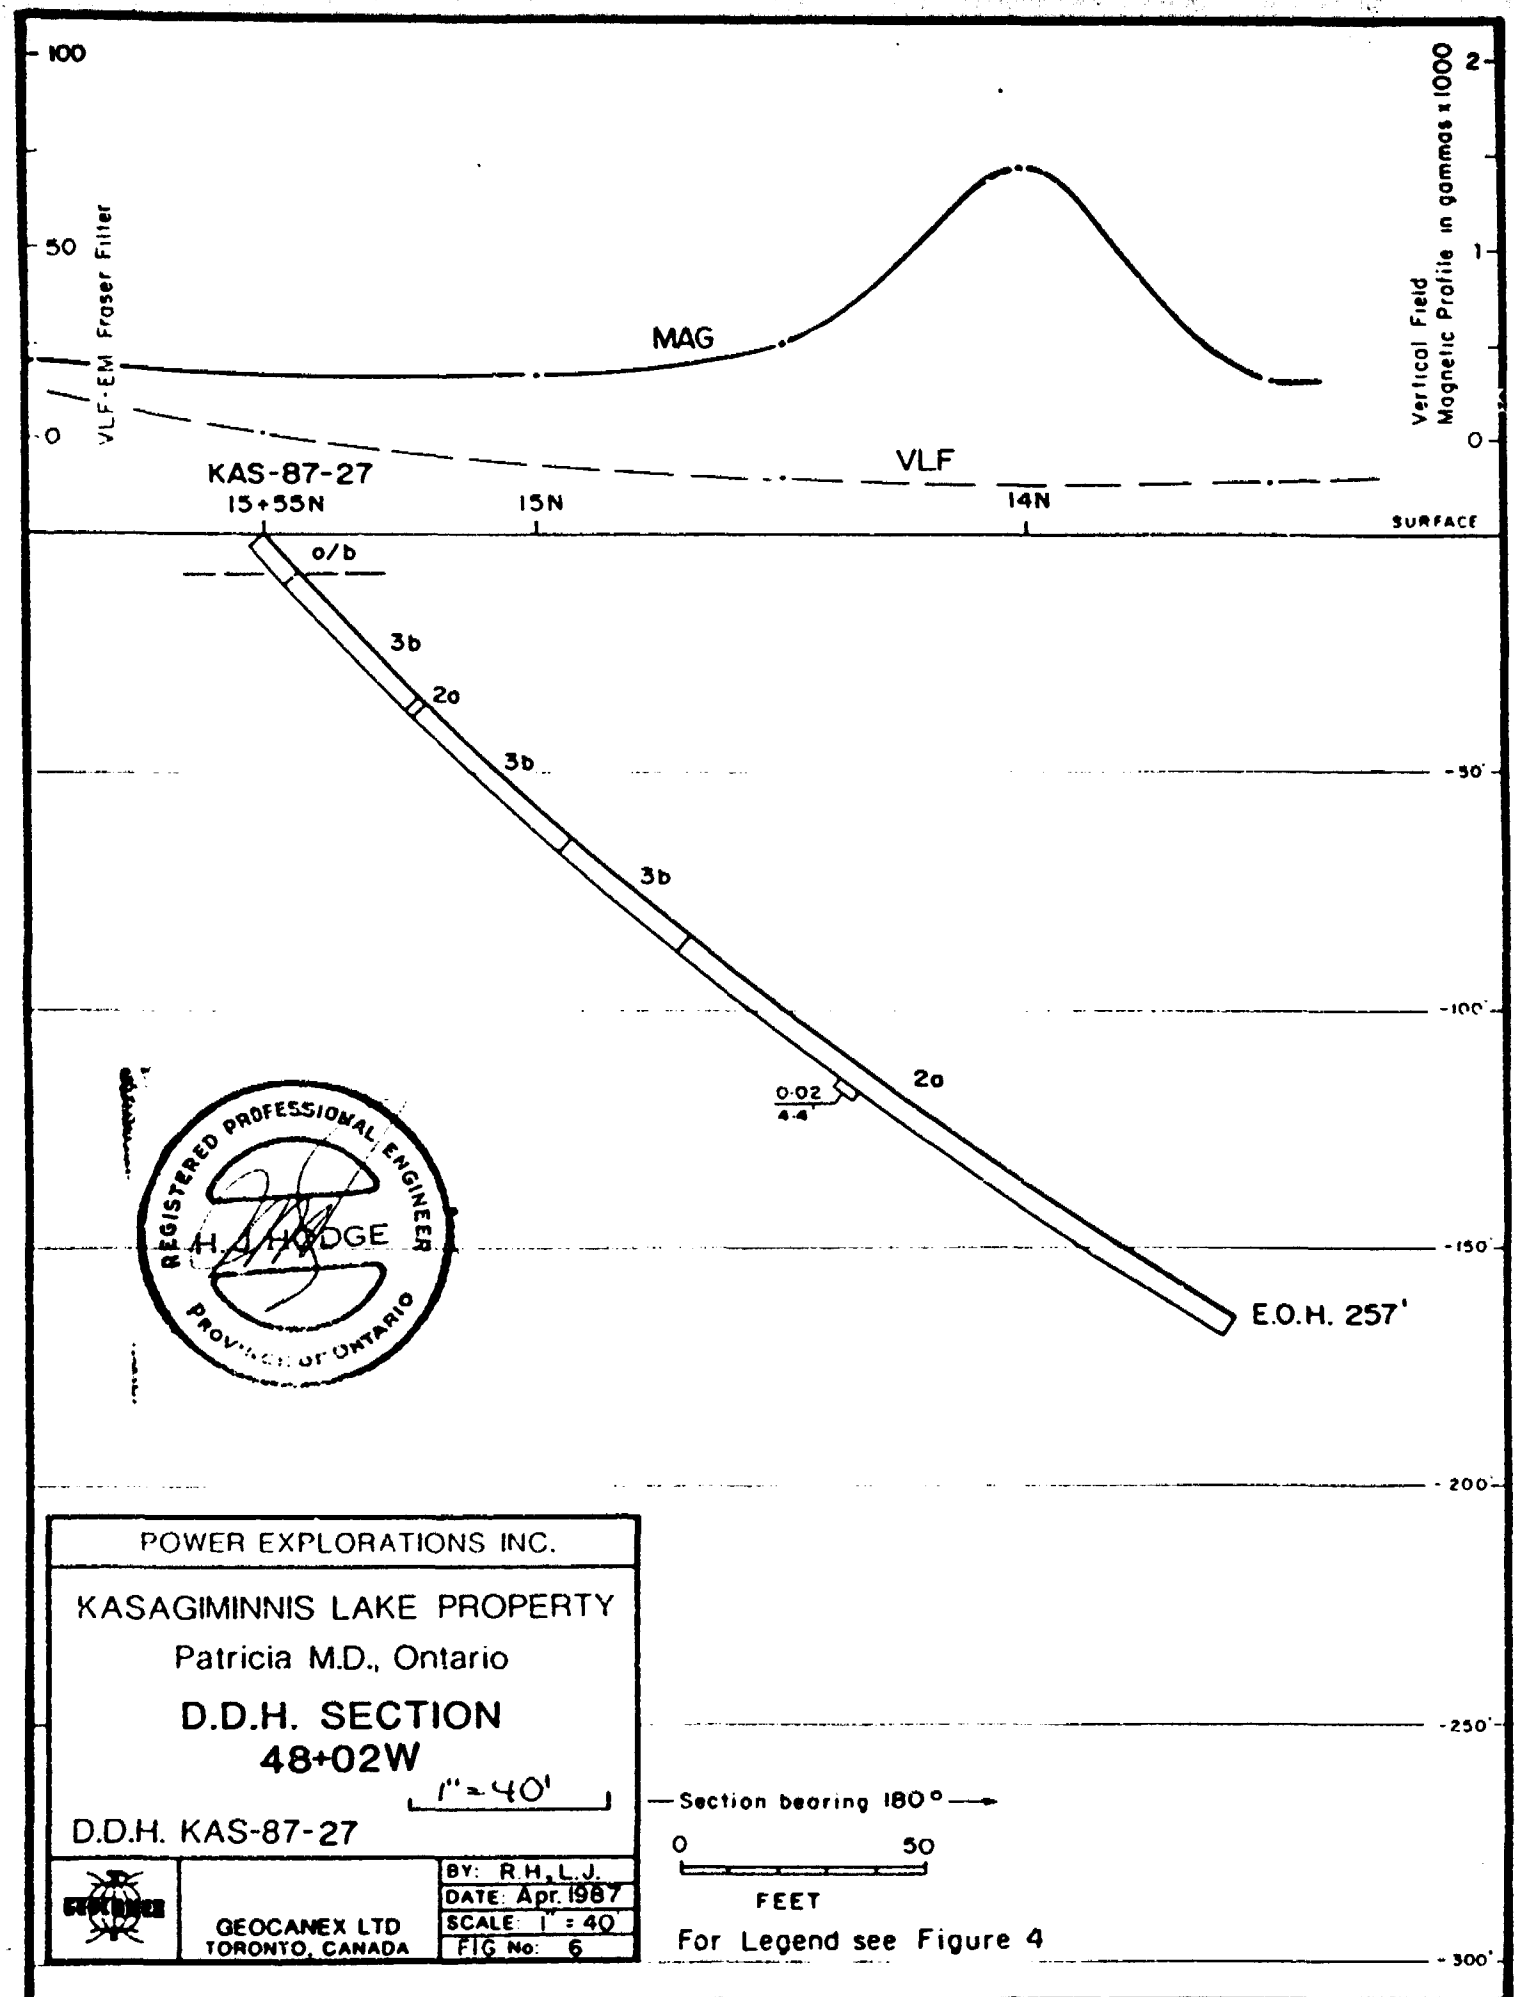 100
50
0
VLF-EM Fraser Filter
2
1
0
Vertical Field
Magnetic Profile in gammas x 1000
MAG
VLF
KAS-87-27
15+55N
15N
14N
SURFACE
o/b
3b
2a
3b
-50'
3b
-100'
2a
0.02
4.4'
-150'
E.O.H. 257'
REGISTERED PROFESSIONAL ENGINEER
H. J. HODGE
PROVINCE OF ONTARIO
-200'
-250'
-300'
POWER EXPLORATIONS INC.
KASAGIMINNIS LAKE PROPERTY
Patricia M.D., Ontario
D.D.H. SECTION
48+02W
1" = 40'
D.D.H. KAS-87-27
GEOCANEX
GEOCANEX LTD
TORONTO, CANADA
BY: R.H., L.J.
DATE: Apr. 1987
SCALE: 1" = 40'
FIG No: 6
Section bearing 180°
0 50
FEET
For Legend see Figure 4